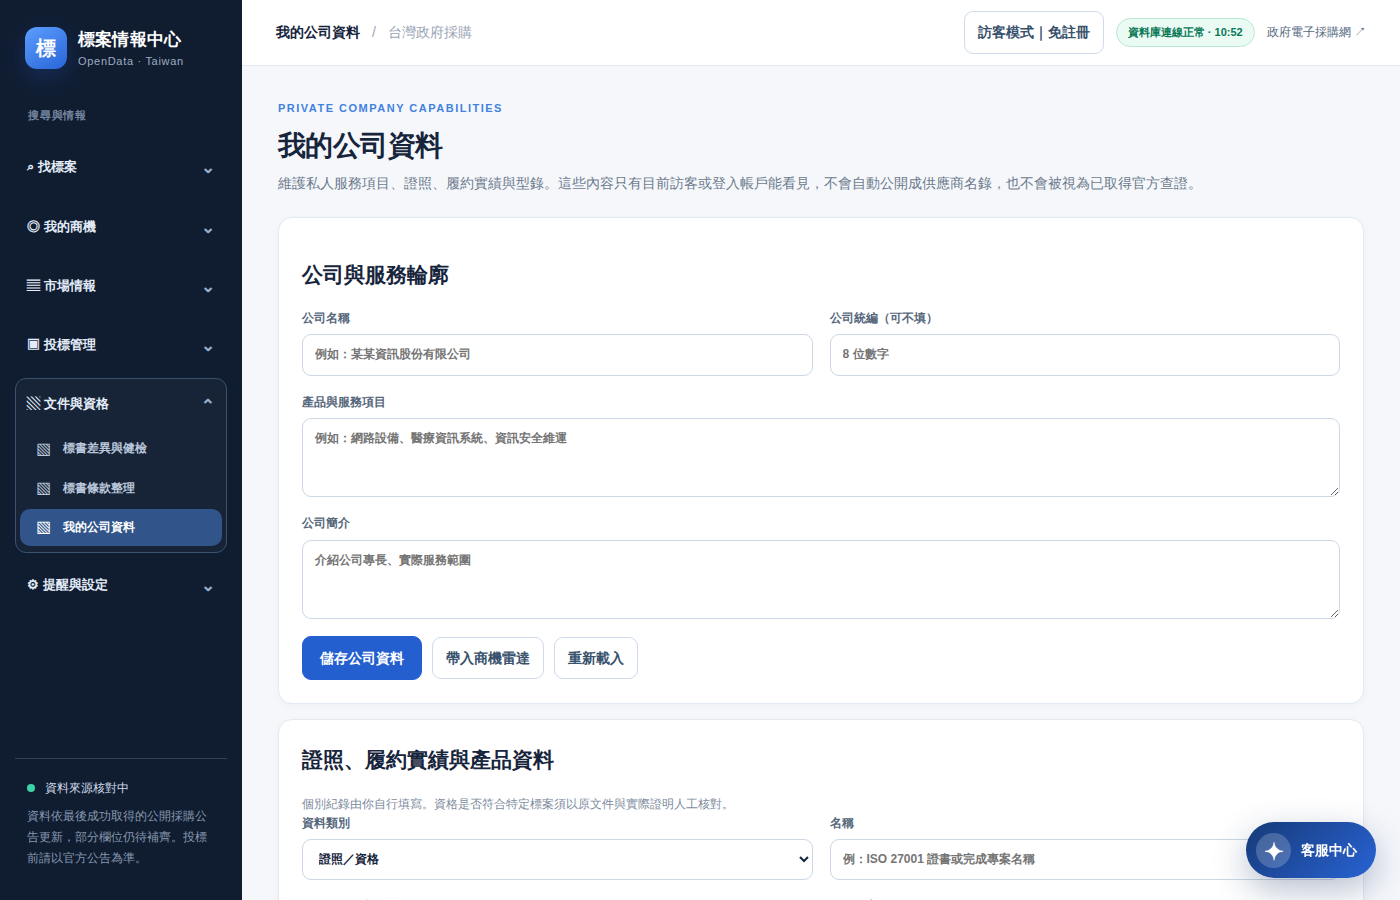 標
標案情報中心
OpenData · Taiwan
搜尋與情報
找標案
我的商機
市場情報
投標管理
文件與資格
標書差異與健檢
標書條款整理
我的公司資料
提醒與設定
資料來源核對中
資料依最後成功取得的公開採購公
告更新，部分欄位仍待補齊。投標
前請以官方公告為準。
我的公司資料 / 台灣政府採購
訪客模式｜免註冊
資料庫連線正常 · 10:52
政府電子採購網 ↗
PRIVATE COMPANY CAPABILITIES
我的公司資料
維護私人服務項目、證照、履約實績與型錄。這些內容只有目前訪客或登入帳戶能看見，不會自動公開成供應商名錄，也不會被視為已取得官方查證。
公司與服務輪廓
公司名稱
公司統編（可不填）
例如：某某資訊股份有限公司
8 位數字
產品與服務項目
例如：網路設備、醫療資訊系統、資訊安全維運
公司簡介
介紹公司專長、實際服務範圍
儲存公司資料
帶入商機雷達
重新載入
證照、履約實績與產品資料
個別紀錄由你自行填寫。資格是否符合特定標案須以原文件與實際證明人工核對。
資料類別
名稱
證照／資格
例：ISO 27001 證書或完成專案名稱
客服中心